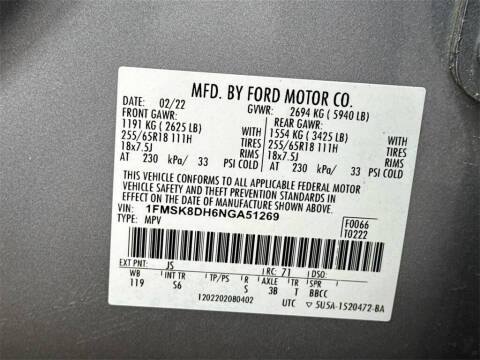 MFD. BY FORD MOTOR CO.
DATE: 02/22 GVWR: 2694 KG ( 5940 LB)
FRONT GAWR: REAR GAWR:
1191 KG ( 2625 LB) 1554 KG ( 3425 LB)
255/65R18 111H TIRES 255/65R18 111H TIRES
18x7.5J RIMS 18x7.5J RIMS
AT 230 kPa/ 33 PSI COLD AT 230 kPa/ 33 PSI COLD
THIS VEHICLE CONFORMS TO ALL APPLICABLE FEDERAL MOTOR
VEHICLE SAFETY AND THEFT PREVENTION STANDARDS IN EFFECT
ON THE DATE OF MANUFACTURE SHOWN ABOVE.
VIN: 1FMSK8DH6NGA51269 F0066
TYPE: MPV T0222
EXT PNT: JS RC: 71 DSO:
WB INT TR TP/PS R AXLE TR SPR
119 S6 5 3B T BBCC
1202202080402 UTC ▽ 5U5A-1520472-BA